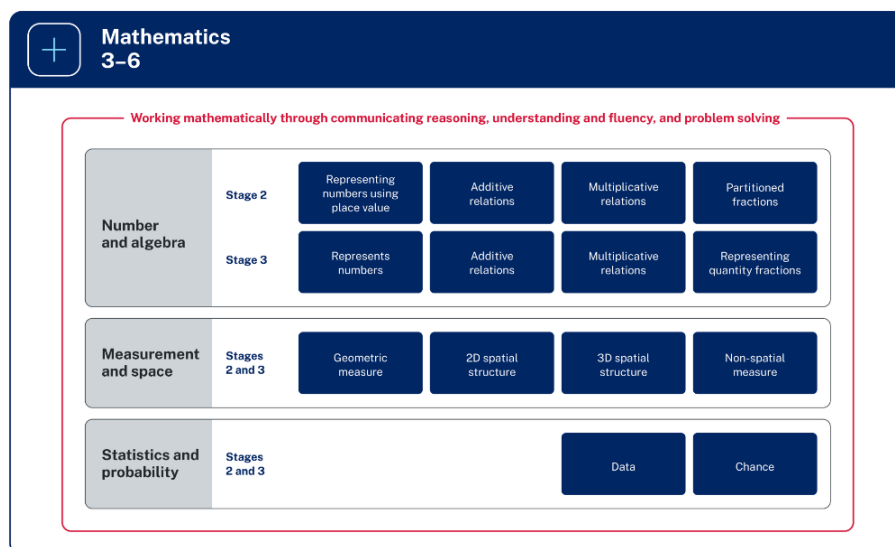 Mathematics
3–6
Working mathematically through communicating reasoning, understanding and fluency, and problem solving
Number
and algebra
Stage 2
Representing
numbers using
place value
Additive
relations
Multiplicative
relations
Partitioned
fractions
Stage 3
Represents
numbers
Additive
relations
Multiplicative
relations
Representing
quantity fractions
Measurement
and space
Stages
2 and 3
Geometric
measure
2D spatial
structure
3D spatial
structure
Non-spatial
measure
Statistics and
probability
Stages
2 and 3
Data
Chance